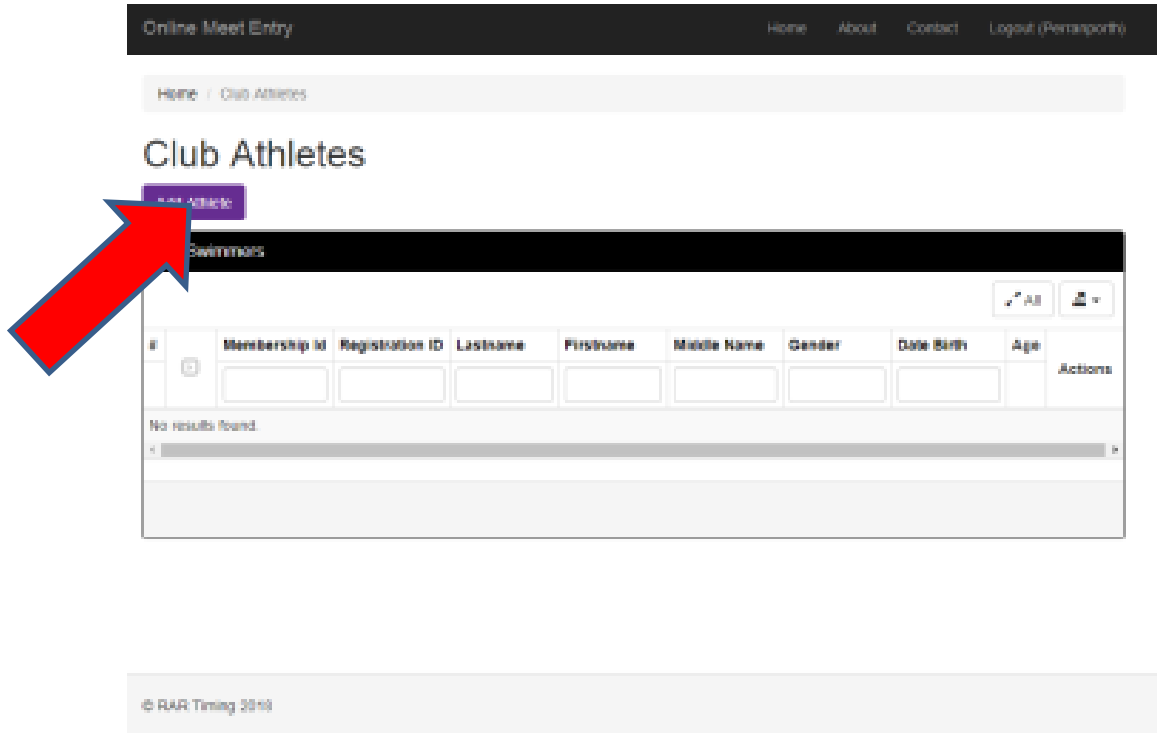 Online Meet Entry Home About Contact Logout (Perranporth)
Home / Club Athletes
Club Athletes
Athlete
Swimmers
All
# Membership Id Registration ID Lastname Firstname Middle Name Gender Date Birth Age Actions
No results found.
© RAR Timing 2018